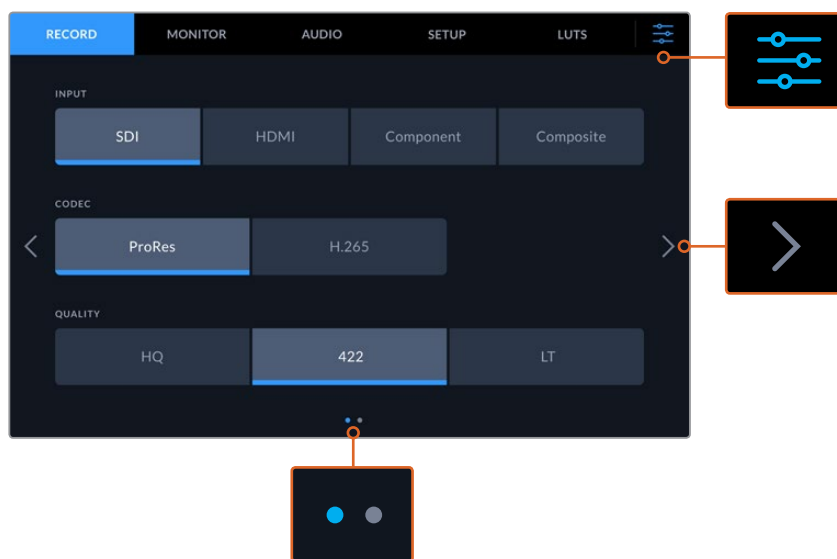 RECORD MONITOR AUDIO SETUP LUTS
INPUT
SDI HDMI Component Composite
CODEC
ProRes H.265
QUALITY
HQ 422 LT